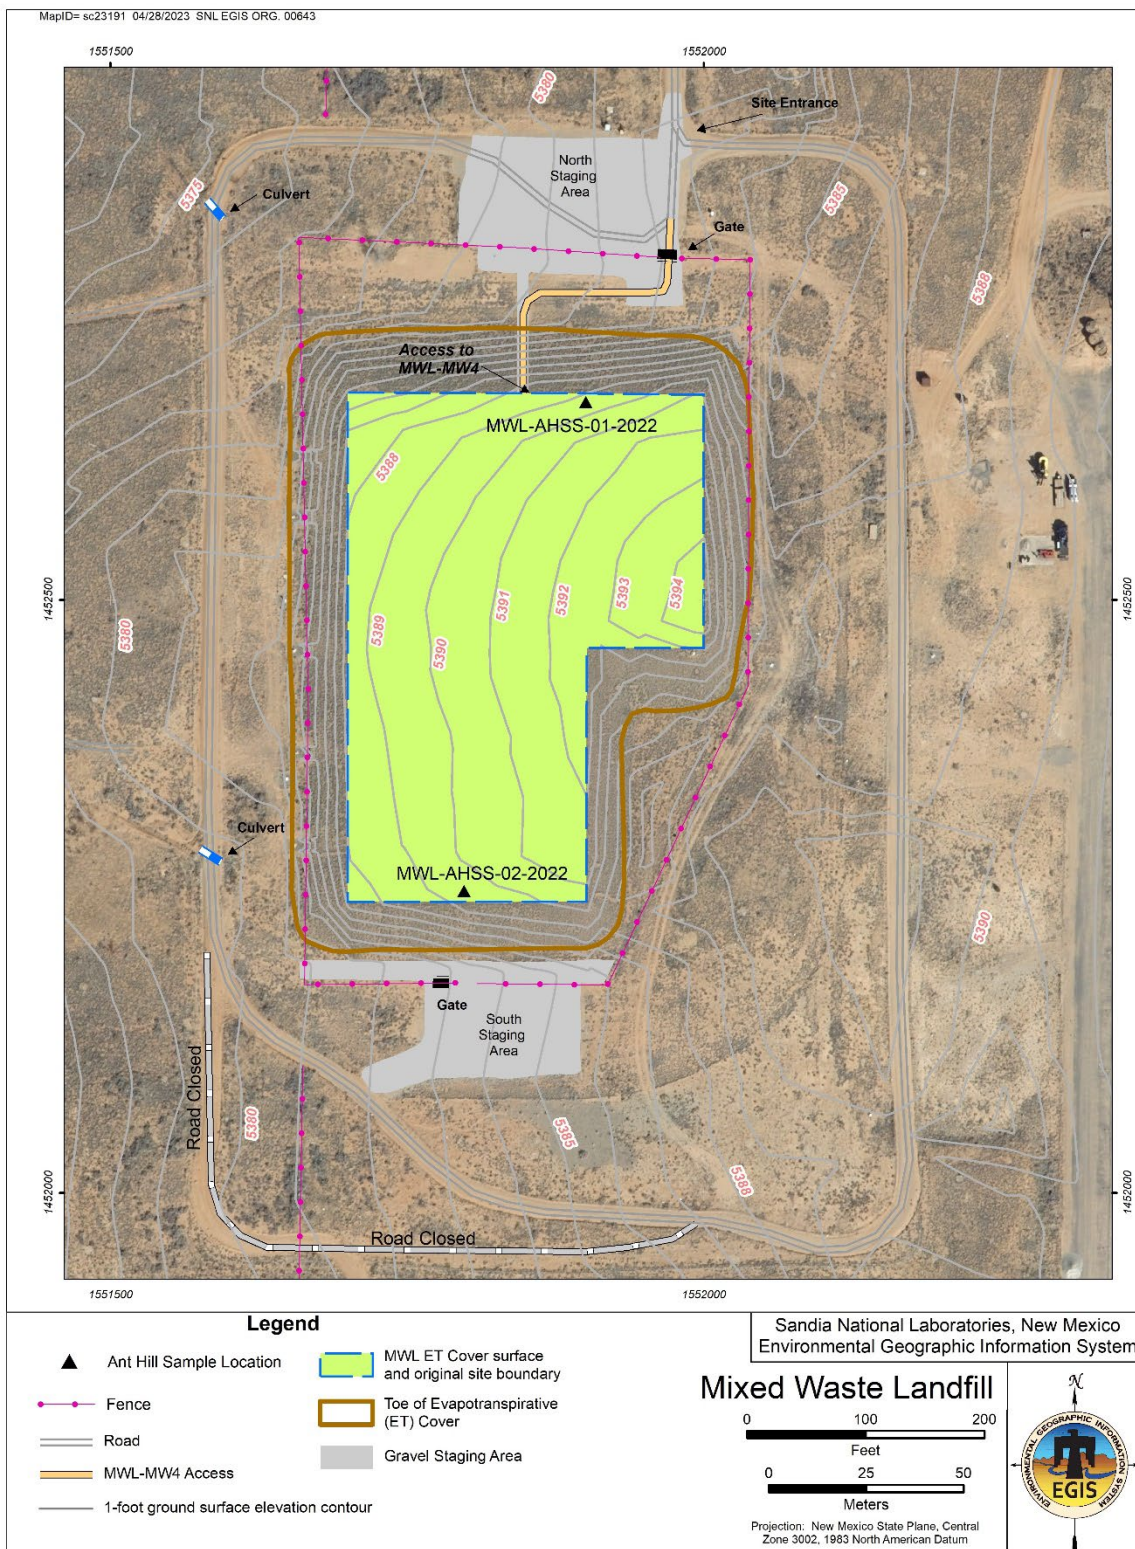 MapID= sc23191 04/28/2023 SNL EGIS ORG. 00643
1551500
1552000
5380
Site Entrance
North
Staging
Area
5375
Culvert
5385
Gate
5388
Access to
MWL-MW4
MWL-AHSS-01-2022
5388
1452500
1452500
5380
5389
5390
5391
5392
5393
5394
Culvert
MWL-AHSS-02-2022
5390
Gate
South
Staging
Area
Road Closed
5380
5385
5388
1452000
1452000
Road Closed
1551500
1552000
Legend
Ant Hill Sample Location
Fence
Road
MWL-MW4 Access
1-foot ground surface elevation contour
MWL ET Cover surface
and original site boundary
Toe of Evapotranspirative
(ET) Cover
Gravel Staging Area
Sandia National Laboratories, New Mexico
Environmental Geographic Information System
Mixed Waste Landfill
0 100 200
Feet
0 25 50
Meters
Projection: New Mexico State Plane, Central
Zone 3002, 1983 North American Datum
N
ENVIRONMENTAL GEOGRAPHIC INFORMATION SYSTEM
EGIS